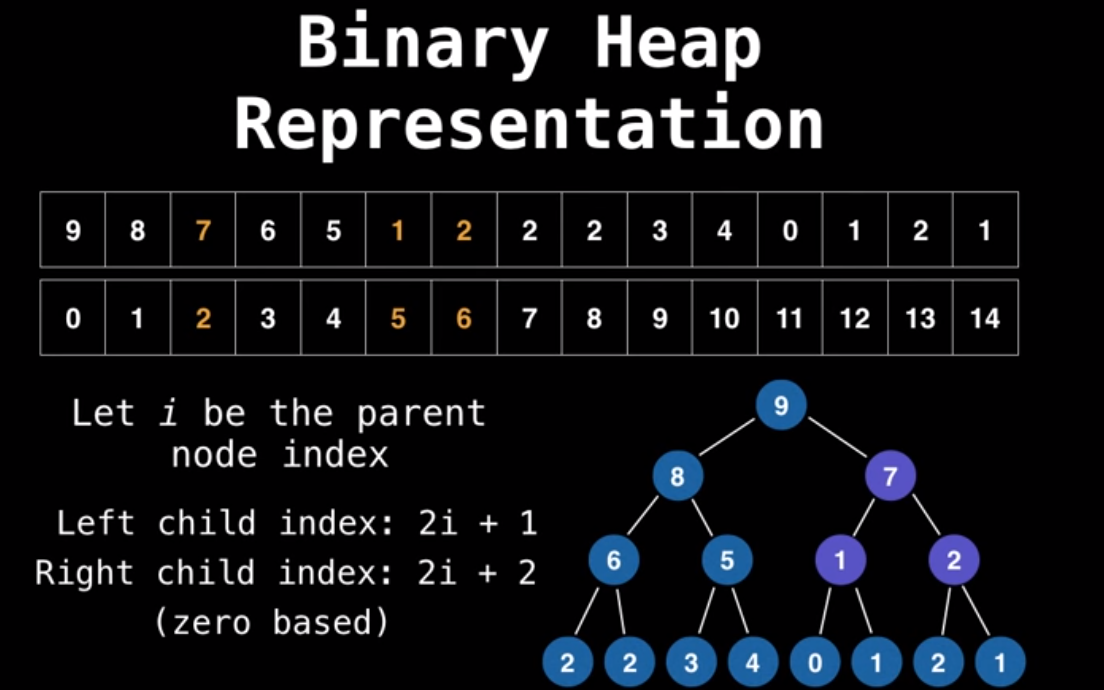 Binary Heap
Representation
9 8 7 6 5 1 2 2 2 3 4 0 1 2 1
0 1 2 3 4 5 6 7 8 9 10 11 12 13 14
Let i be the parent
node index
Left child index: 2i + 1
Right child index: 2i + 2
(zero based)
9
8 7
6 5 1 2
2 2 3 4 0 1 2 1